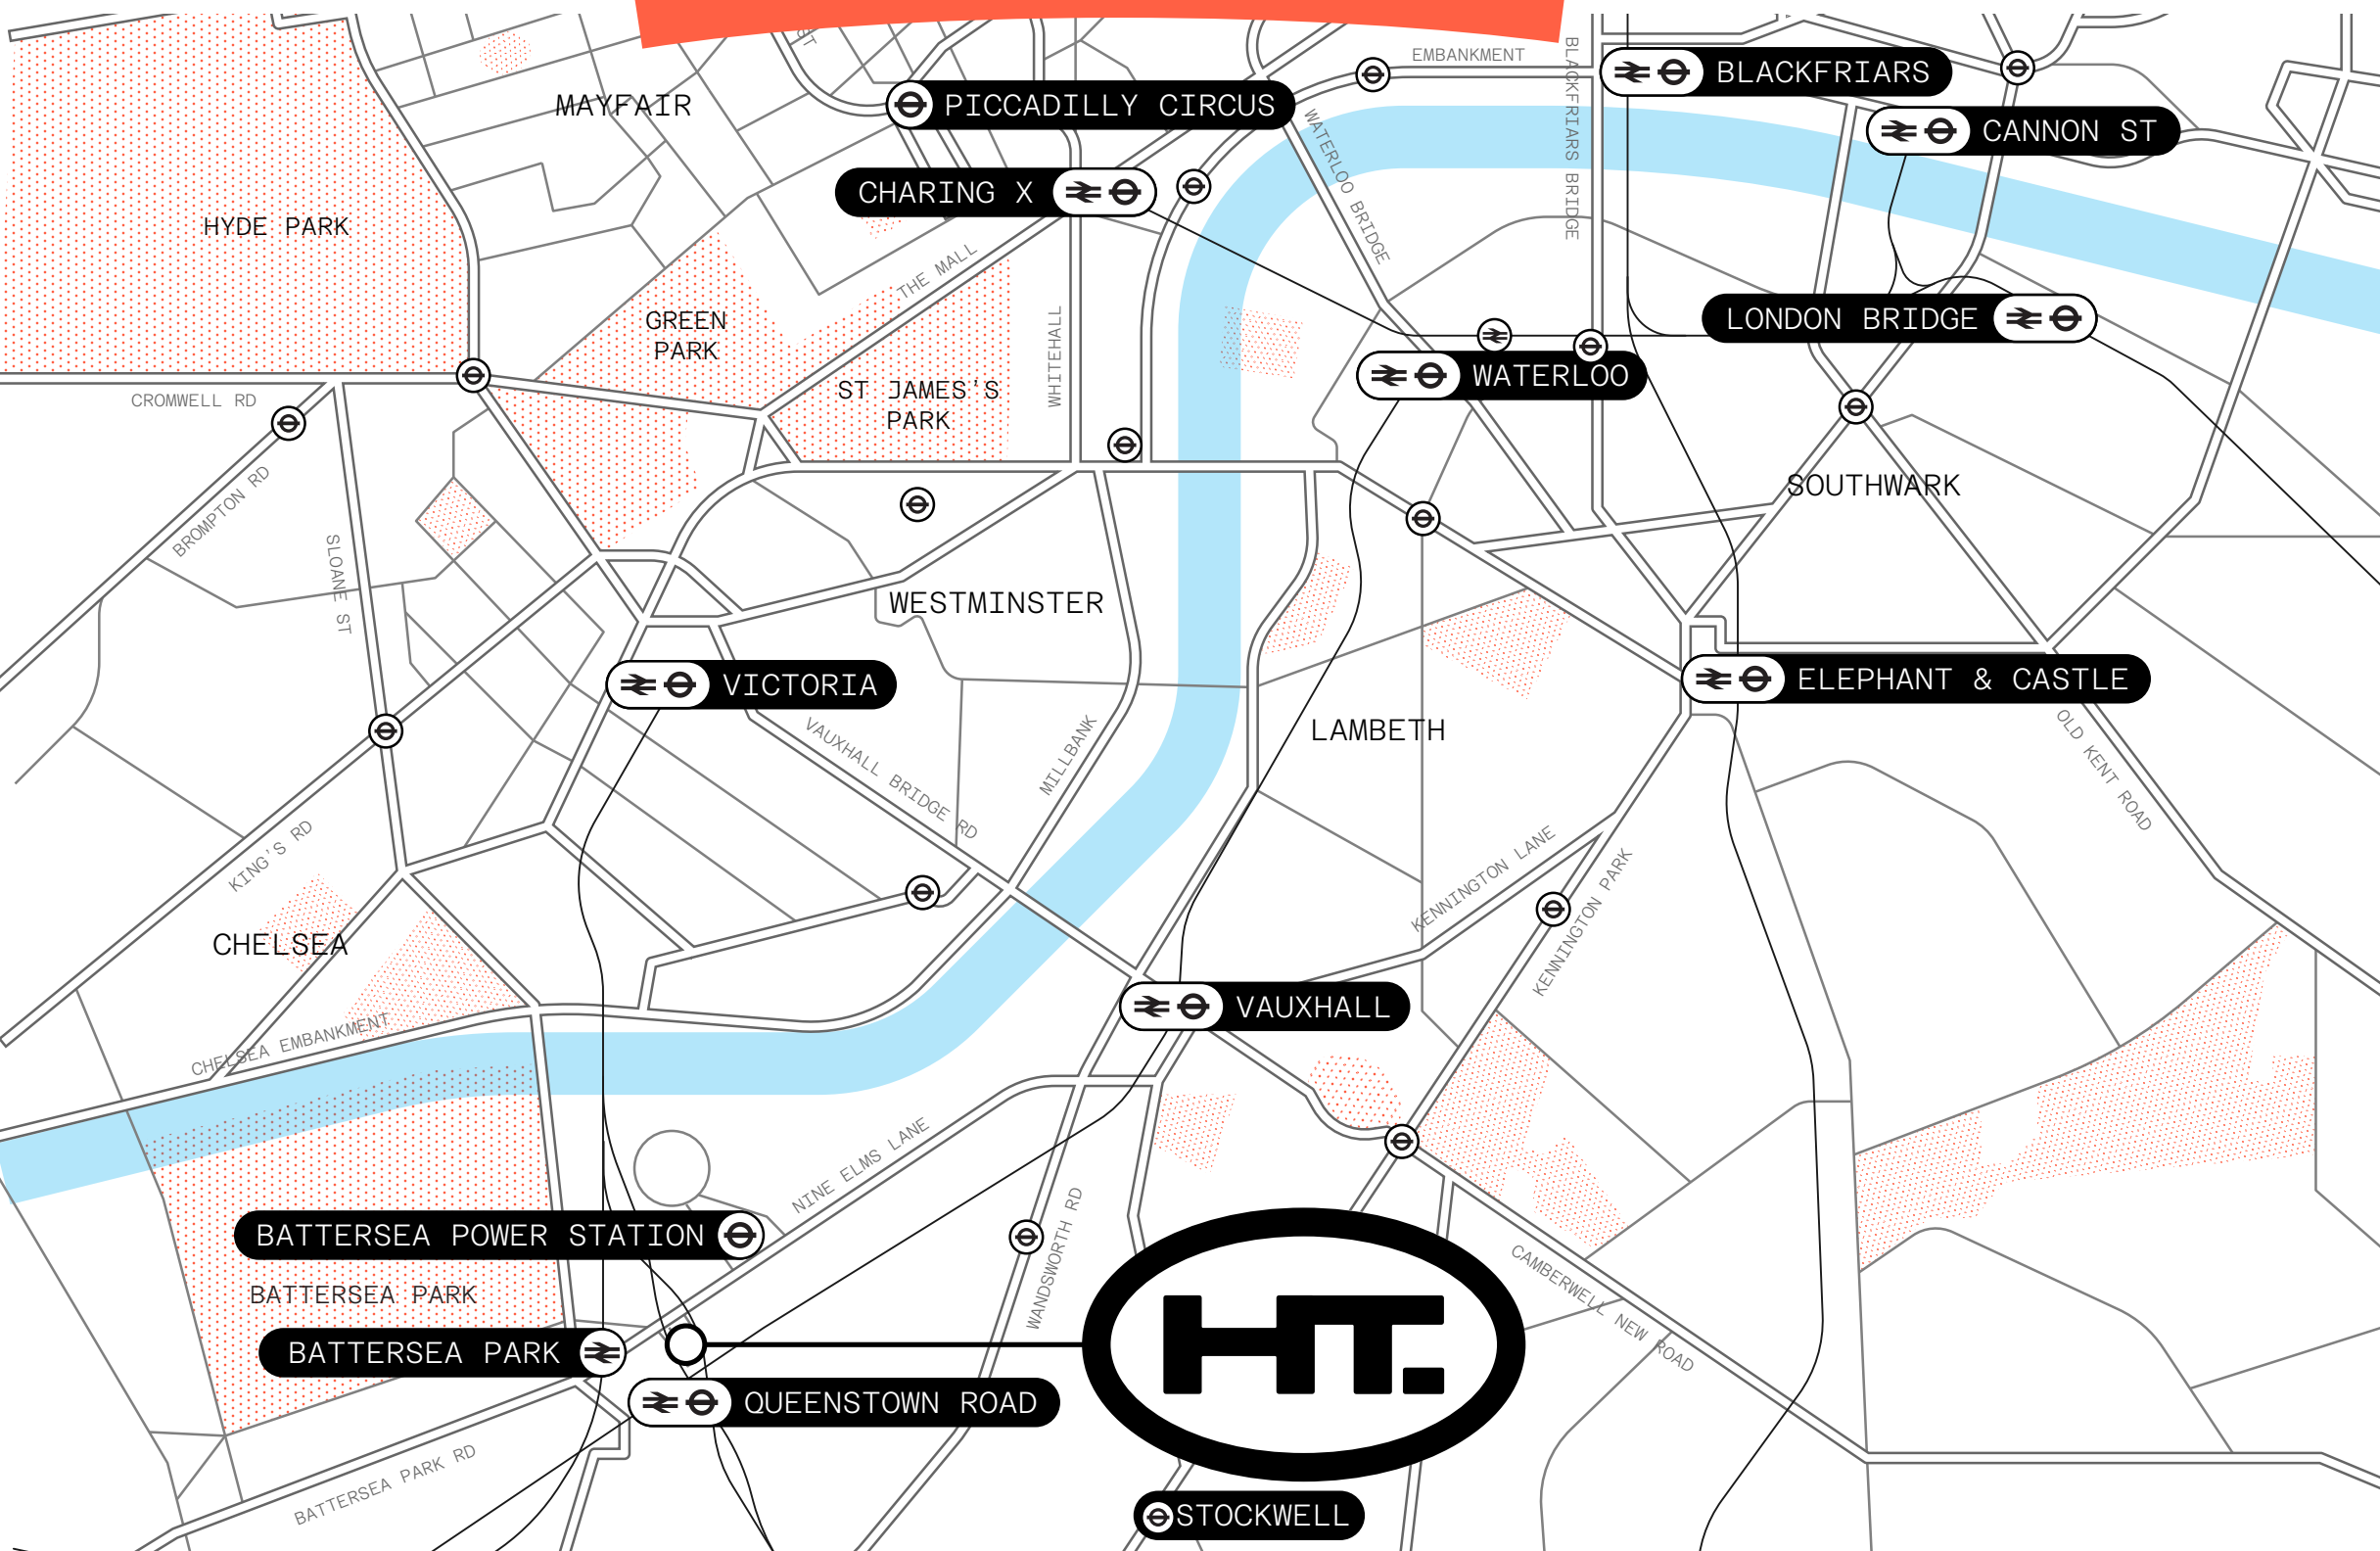 ST
EMBANKMENT
BLACKFRIARS
MAYFAIR
PICCADILLY CIRCUS
CANNON ST
BLACKFRIARS BRIDGE
WATERLOO BRIDGE
CHARING X
HYDE PARK
THE MALL
GREEN
PARK
LONDON BRIDGE
WHITEHALL
ST JAMES'S
PARK
WATERLOO
CROMWELL RD
BROMPTON RD
SOUTHWARK
SLOANE ST
WESTMINSTER
VICTORIA
ELEPHANT & CASTLE
LAMBETH
VAUXHALL BRIDGE RD
MILLBANK
OLD KENT ROAD
KING'S RD
KENNINGTON LANE
KENNINGTON PARK
CHELSEA
VAUXHALL
CHELSEA EMBANKMENT
NINE ELMS LANE
BATTERSEA POWER STATION
WANDSWORTH RD
BATTERSEA PARK
CAMBERWELL NEW ROAD
BATTERSEA PARK
HT.
QUEENSTOWN ROAD
BATTERSEA PARK RD
STOCKWELL